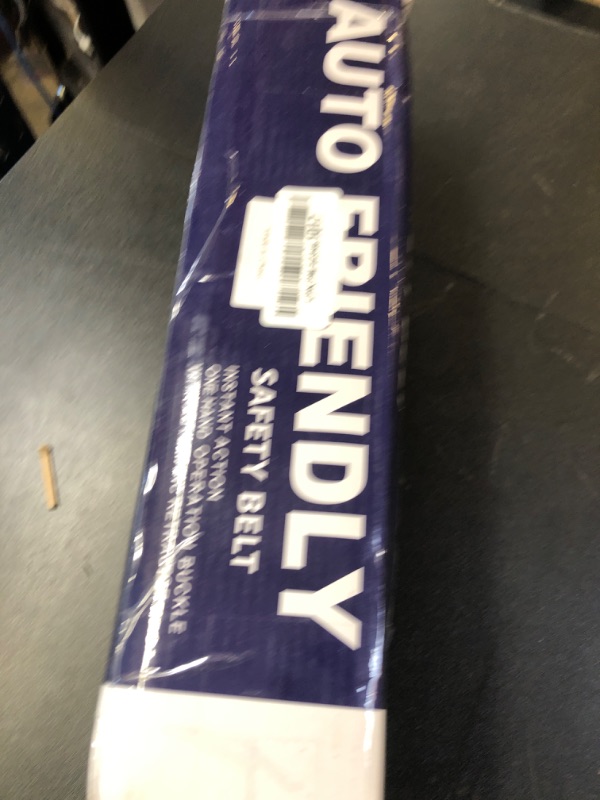 AUTO FRIENDLY
SAFETY BELT
INSTANT ACTION
ONE HAND OPERATION BUCKLE